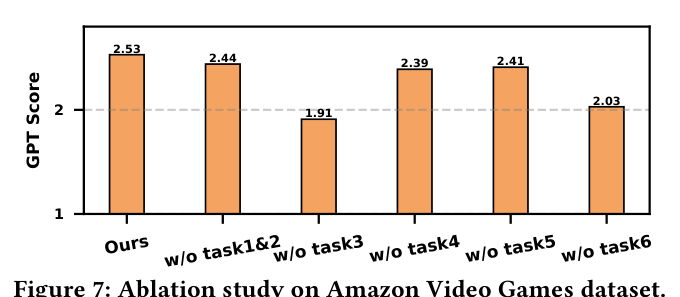 2.53
2.44
1.91
2.39
2.41
2.03
GPT Score
2
1
Ours
w/o task1&2
w/o task3
w/o task4
w/o task5
w/o task6
Figure 7: Ablation study on Amazon Video Games dataset.